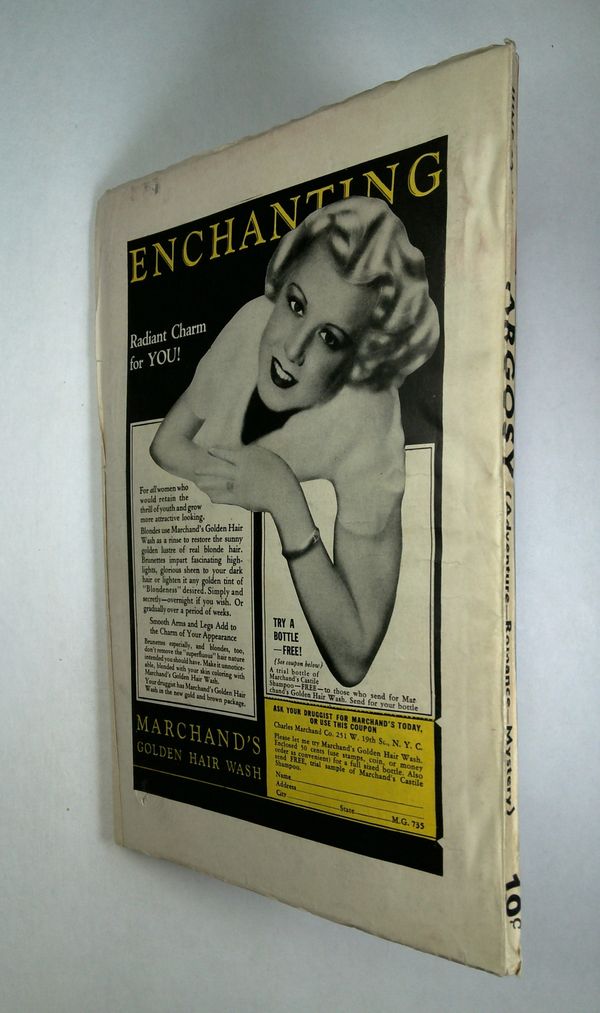 ENCHANTING
Radiant Charm
for YOU!
For all women who
would retain the
thrill of youth and grow
more attractive looking.
Blondes use Marchand's Golden Hair
Wash as a rinse to restore the sunny
golden lustre of real blonde hair.
Brunettes impart fascinating high-
lights, glorious sheen to your dark
hair or lighten it any golden tint of
"Blondeness" desired. Simply and
secretly—overnight if you wish. Or
gradually over a period of weeks.
Smooth Arms and Legs Add to
the Charm of Your Appearance
Brunettes especially, and blondes, too,
don't remove the "superfluous" hair nature
intended you should have. Make it unnotice-
able, blended with your skin coloring with
Marchand's Golden Hair Wash.
Your druggist has Marchand's Golden Hair
Wash in the new gold and brown package.
MARCHAND'S
GOLDEN HAIR WASH
TRY A
BOTTLE
—FREE!
(See coupon below)
A trial bottle of
Marchand's Castile
Shampoo—FREE—to those who send for Mar-
chand's Golden Hair Wash. Send for your bottle
ASK YOUR DRUGGIST FOR MARCHAND'S TODAY,
OR USE THIS COUPON
Charles Marchand Co. 251 W. 19th St., N. Y. C.
Please let me try Marchand's Golden Hair Wash.
Enclosed 50 cents (use stamps, coin, or money
order as convenient) for a full sized bottle. Also
send FREE, trial sample of Marchand's Castile
Shampoo.
Name
Address
City State M.G. 735
ARGOSY (Adventure Romance Mystery) 10¢